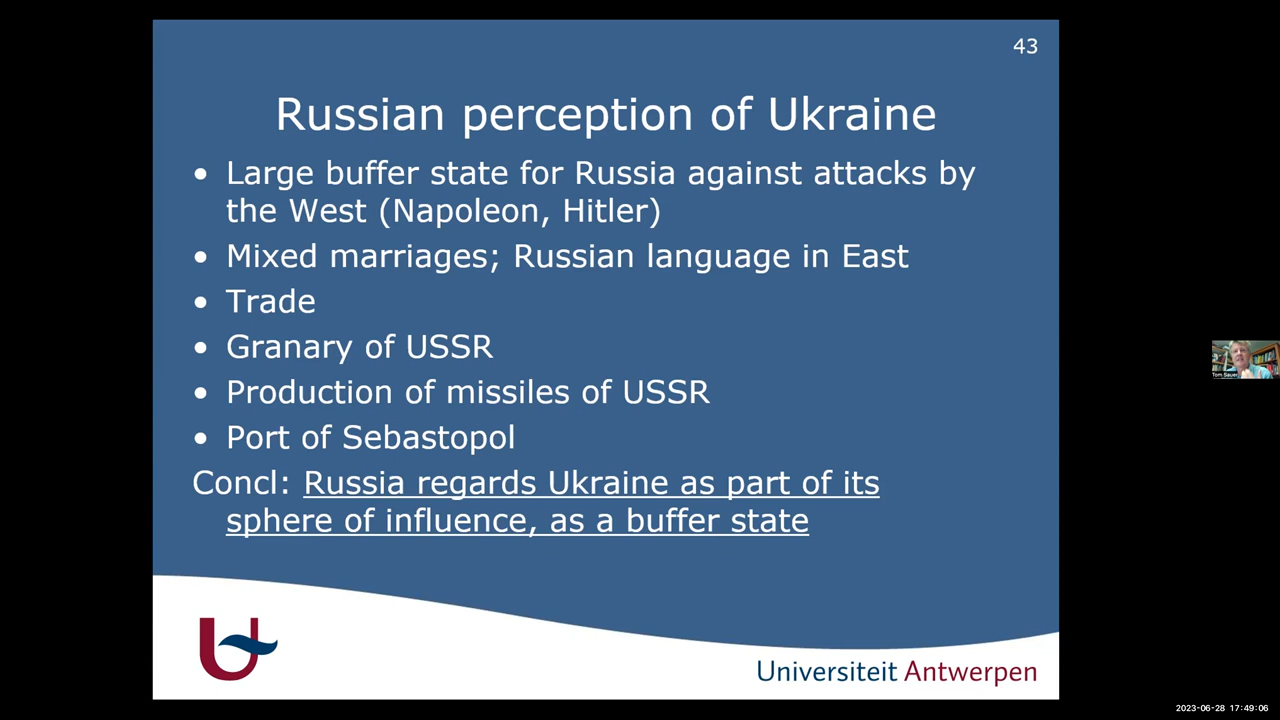 43
Russian perception of Ukraine
• Large buffer state for Russia against attacks by
the West (Napoleon, Hitler)
• Mixed marriages; Russian language in East
• Trade
• Granary of USSR
• Production of missiles of USSR
• Port of Sebastopol
Concl: Russia regards Ukraine as part of its
sphere of influence, as a buffer state
Universiteit Antwerpen
Tom Sauer
2023-06-28 17:49:06